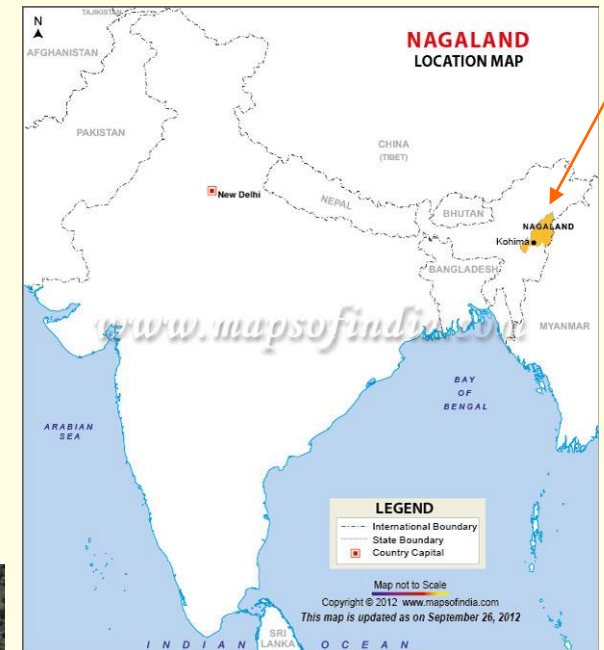 NAGALAND
LOCATION MAP
N
TAJIKISTAN
AFGHANISTAN
PAKISTAN
CHINA
(TIBET)
New Delhi
NEPAL
BHUTAN
NAGALAND
Kohima
BANGLADESH
www.mapsofindia.com
MYANMAR
BAY
OF
BENGAL
ARABIAN
SEA
LEGEND
International Boundary
State Boundary
Country Capital
Map not to Scale
Copyright © 2012 www.mapsofindia.com
This map is updated as on September 26, 2012
SRI
LANKA
INDIAN OCEAN